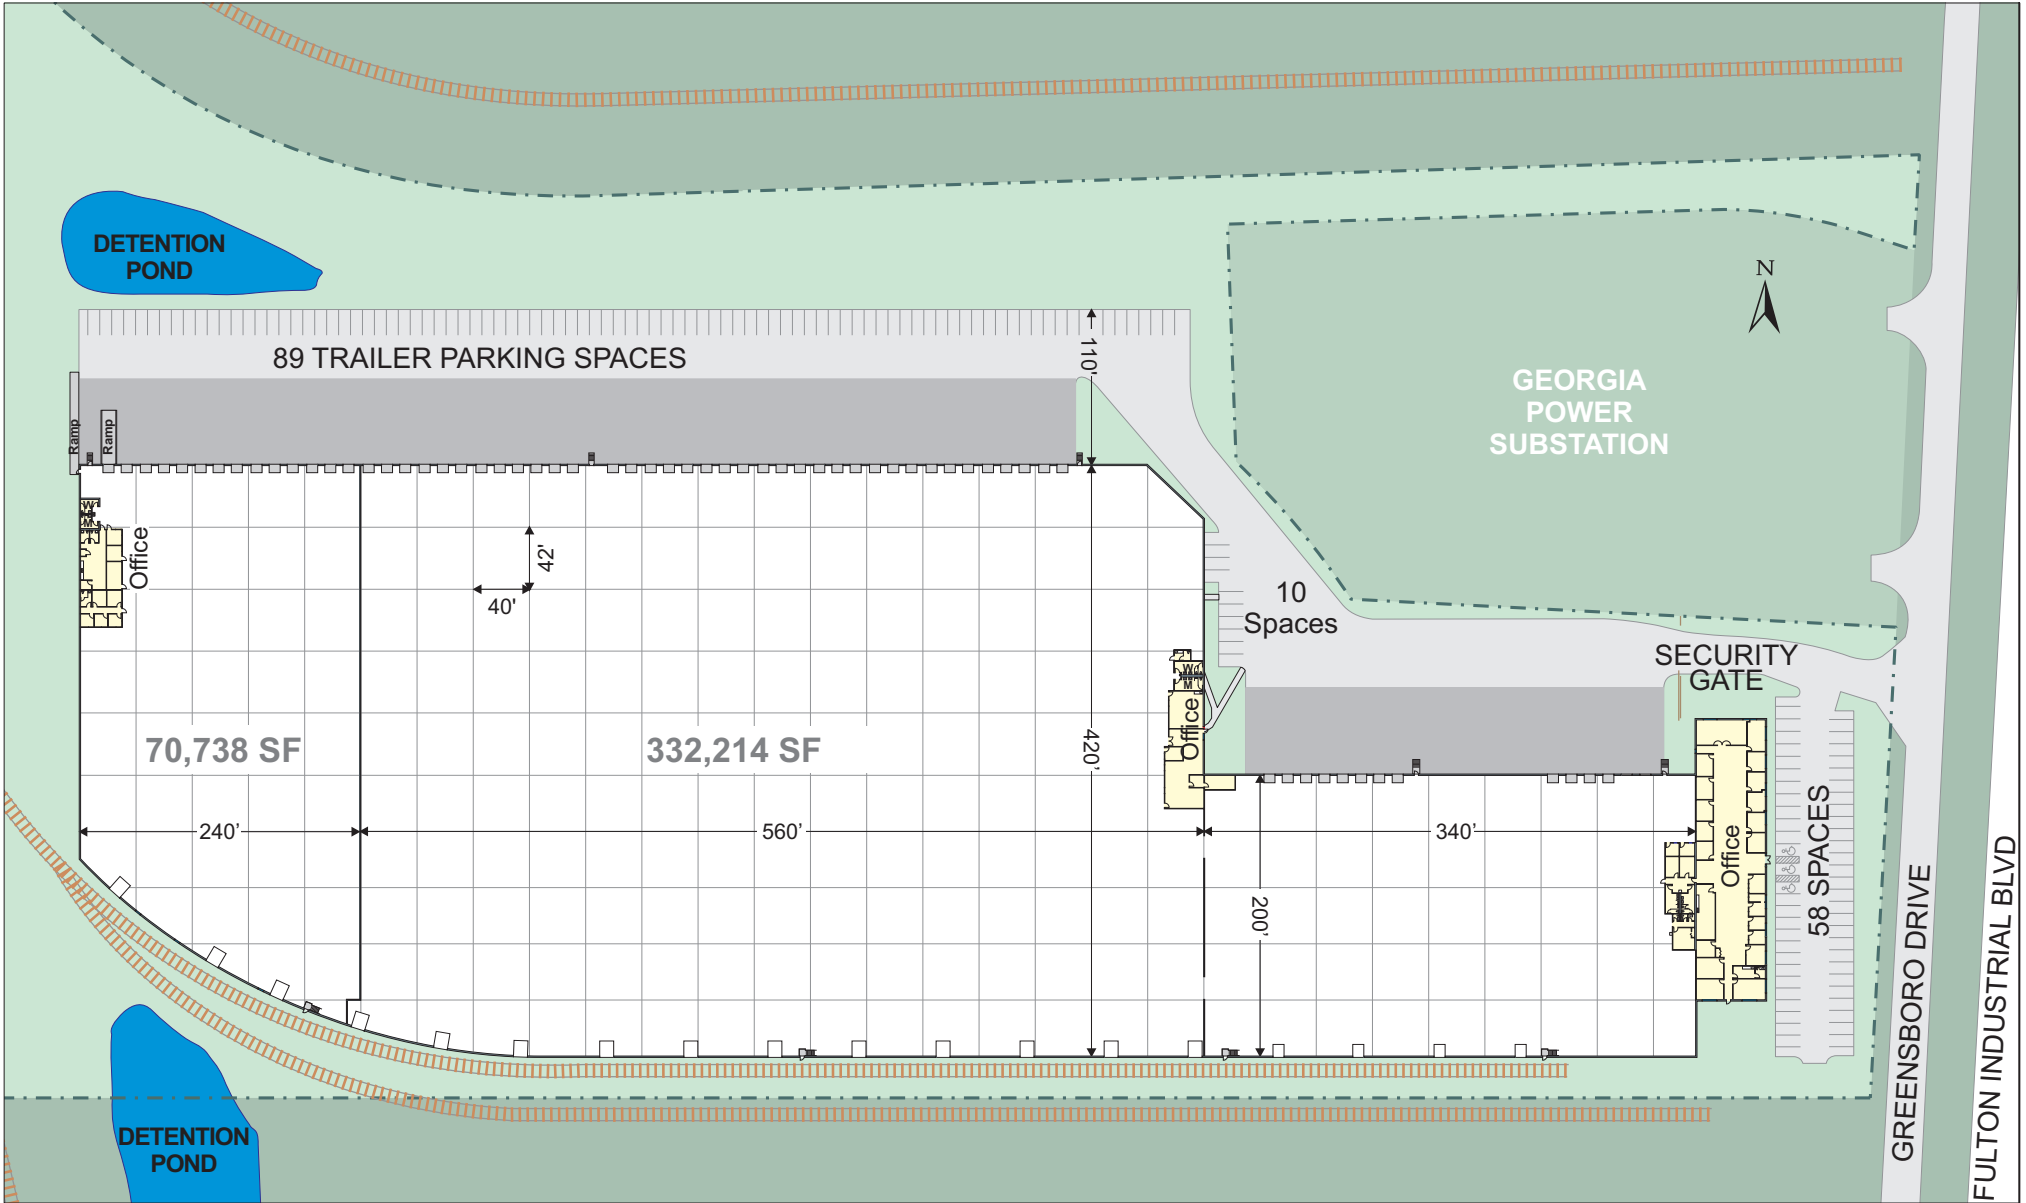 DETENTION
POND
N
89 TRAILER PARKING SPACES
110'
GEORGIA
POWER
SUBSTATION
Ramp
Ramp
W
M
Office
42'
40'
10
Spaces
SECURITY
GATE
W
M
Office
70,738 SF
332,214 SF
420'
240’
560’
340’
200’
Office
58 SPACES
GREENSBORO DRIVE
FULTON INDUSTRIAL BLVD
DETENTION
POND